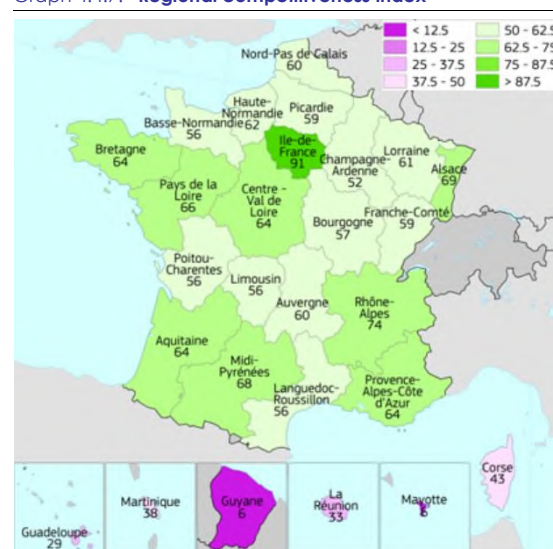 Regional Competitiveness Index
< 12.5
12.5 - 25
25 - 37.5
37.5 - 50
50 - 62.5
62.5 - 75
75 - 87.5
> 87.5
Nord-Pas de Calais
60
Haute-
Normandie
62
Picardie
59
Basse-Normandie
56
Ile-de-
France
91
Champagne-
Ardenne
52
Lorraine
61
Alsace
69
Bretagne
64
Pays de la
Loire
66
Centre -
Val de
Loire
64
Bourgogne
57
Franche-Comté
59
Poitou-
Charentes
56
Limousin
56
Auvergne
60
Rhône-
Alpes
74
Aquitaine
64
Midi-
Pyrénées
68
Languedoc-
Roussillon
56
Provence-
Alpes-Côte
d'Azur
64
Corse
43
Guadeloupe
29
Martinique
38
Guyane
6
La
Réunion
33
Mayotte